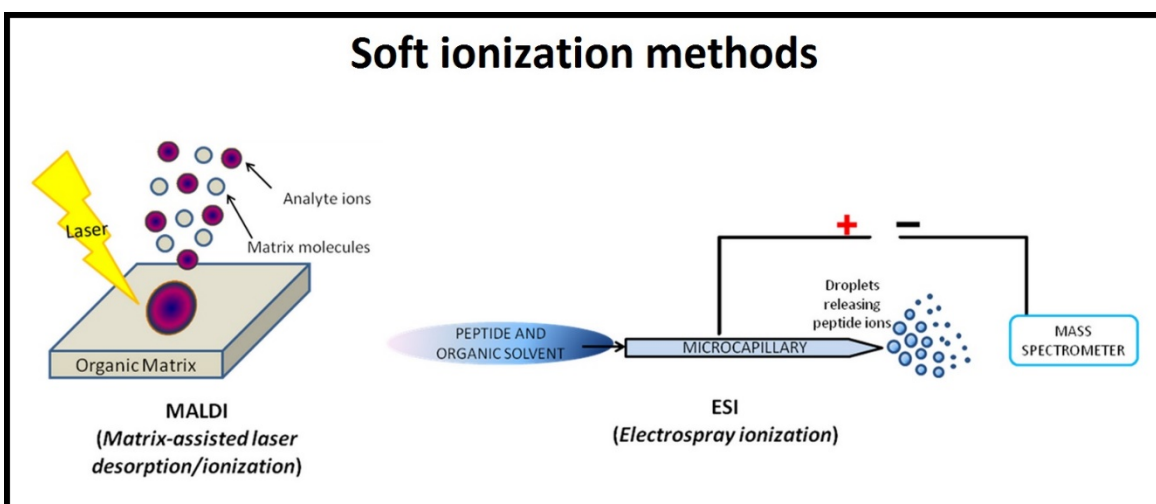 Soft ionization methods
Laser
Analyte ions
Matrix molecules
Organic Matrix
MALDI
(Matrix-assisted laser
desorption/ionization)
+ −
Droplets
releasing
peptide ions
PEPTIDE AND
ORGANIC SOLVENT
MICROCAPILLARY
MASS
SPECTROMETER
ESI
(Electrospray ionization)